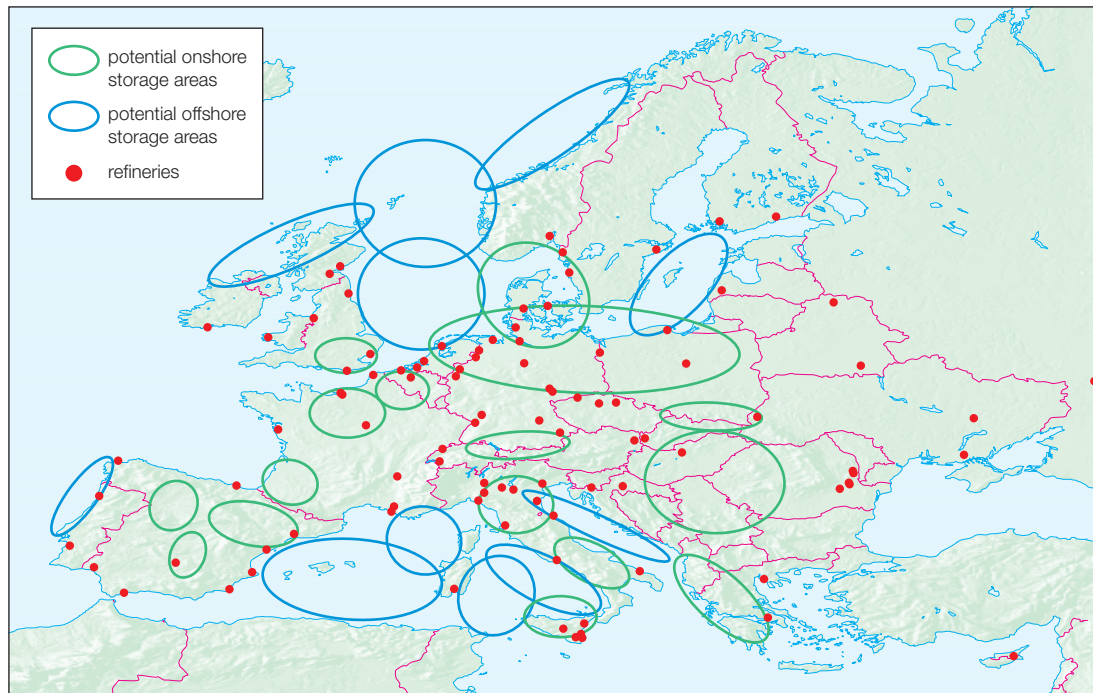 potential onshore
storage areas
potential offshore
storage areas
refineries